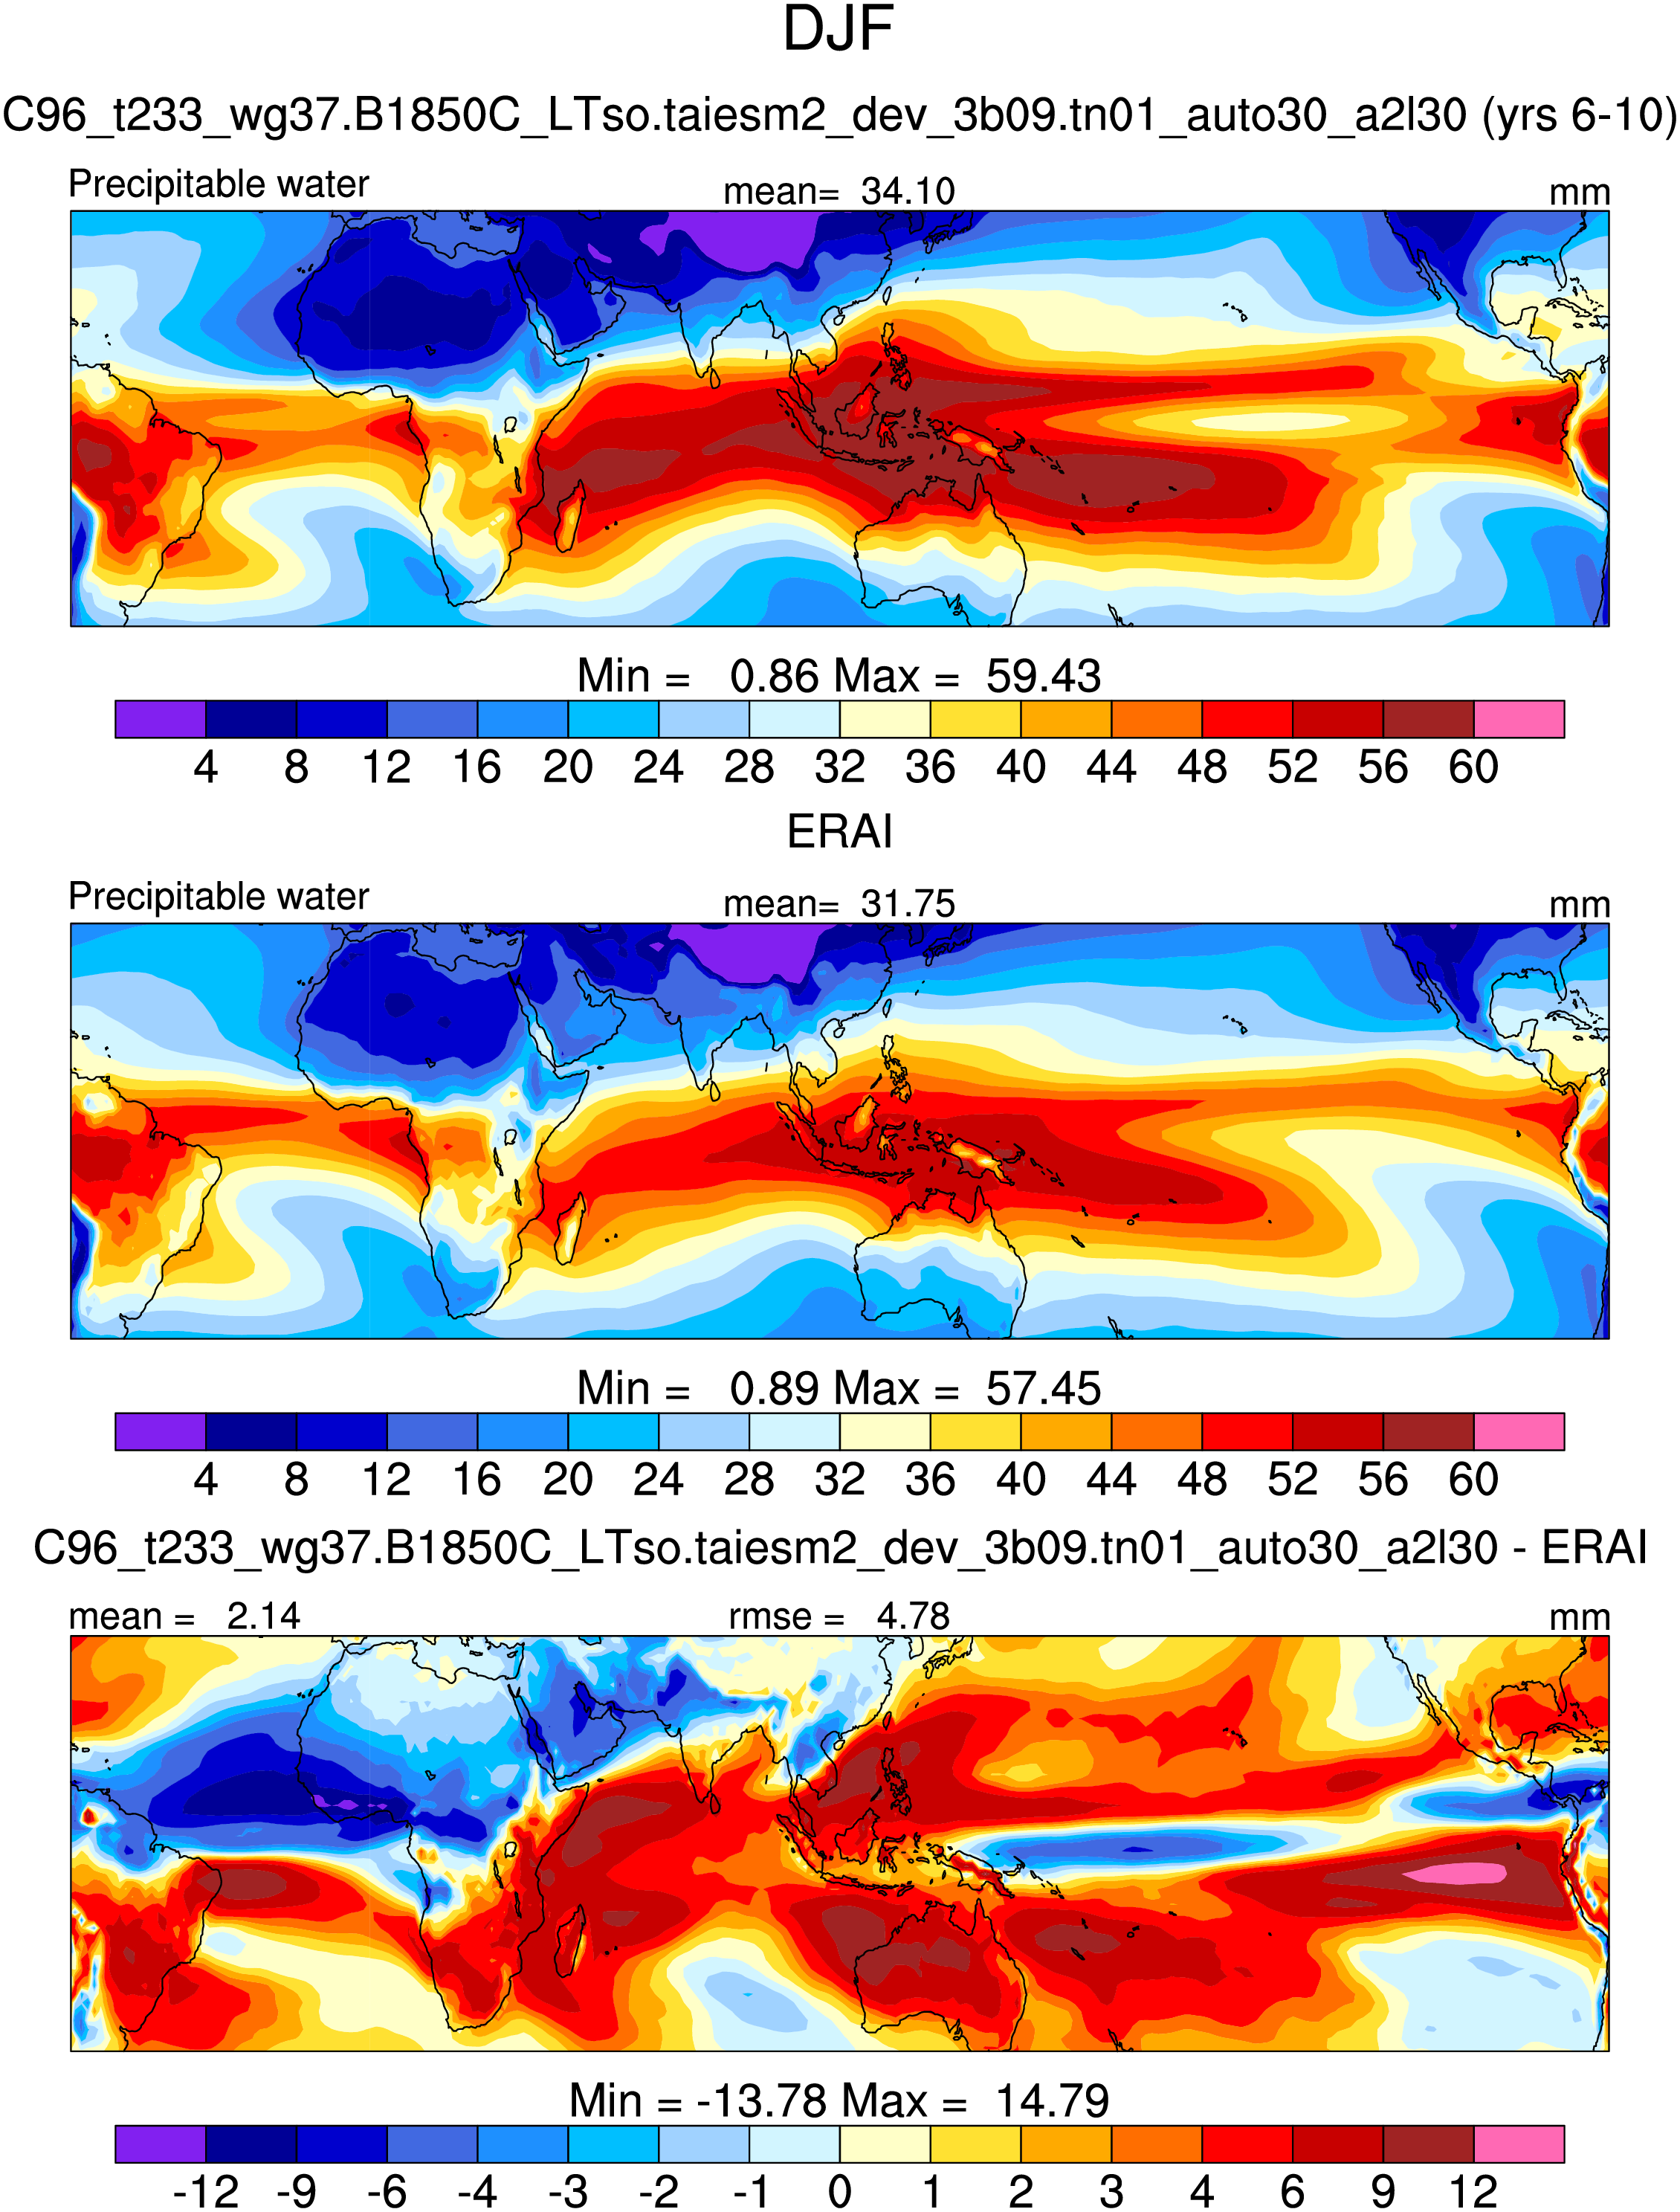 DJF
C96_t233_wg37.B1850C_LTso.taiesm2_dev_3b09.tn01_auto30_a2l30 (yrs 6-10)
Precipitable water mean= 34.10 mm
Min = 0.86 Max = 59.43
4 8 12 16 20 24 28 32 36 40 44 48 52 56 60
ERAI
Precipitable water mean= 31.75 mm
Min = 0.89 Max = 57.45
4 8 12 16 20 24 28 32 36 40 44 48 52 56 60
C96_t233_wg37.B1850C_LTso.taiesm2_dev_3b09.tn01_auto30_a2l30 - ERAI
mean = 2.14 rmse = 4.78 mm
Min = -13.78 Max = 14.79
-12 -9 -6 -4 -3 -2 -1 0 1 2 3 4 6 9 12